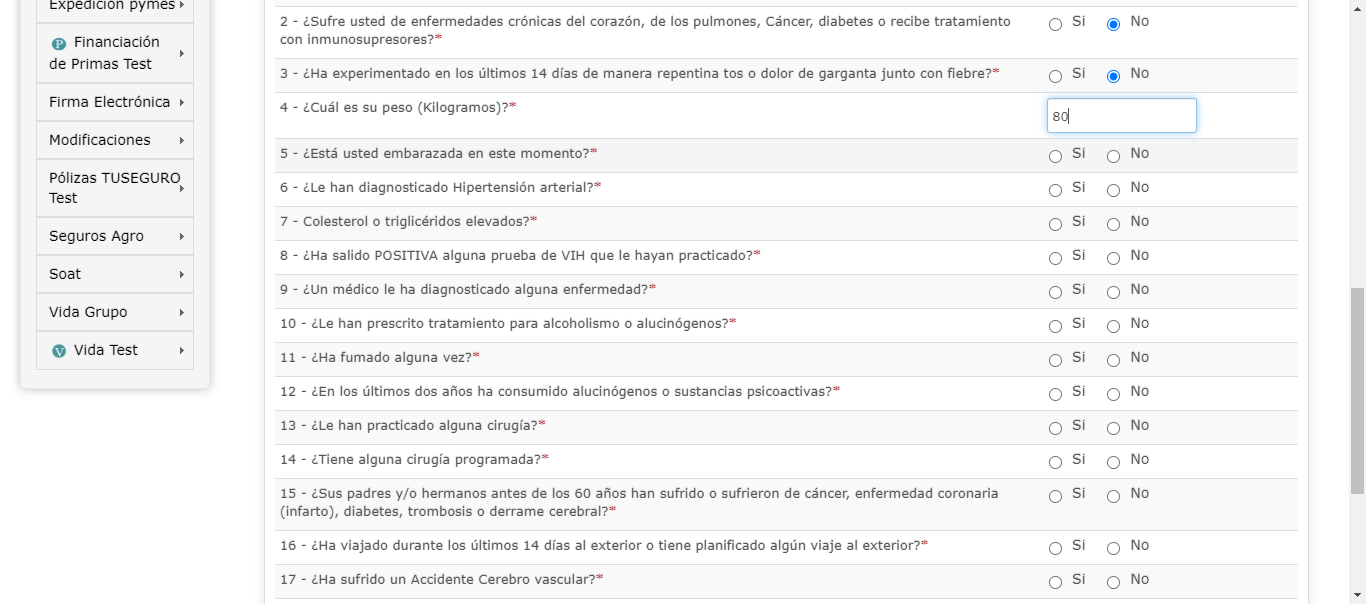 Expedición pymes
Financiación
de Primas Test
Firma Electrónica
Modificaciones
Pólizas TUSEGURO
Test
Seguros Agro
Soat
Vida Grupo
Vida Test
2 - ¿Sufre usted de enfermedades crónicas del corazón, de los pulmones, Cáncer, diabetes o recibe tratamiento
con inmunosupresores?* Si No
3 - ¿Ha experimentado en los últimos 14 días de manera repentina tos o dolor de garganta junto con fiebre?* Si No
4 - ¿Cuál es su peso (Kilogramos)?* 80
5 - ¿Está usted embarazada en este momento?* Si No
6 - ¿Le han diagnosticado Hipertensión arterial?* Si No
7 - Colesterol o triglicéridos elevados?* Si No
8 - ¿Ha salido POSITIVA alguna prueba de VIH que le hayan practicado?* Si No
9 - ¿Un médico le ha diagnosticado alguna enfermedad?* Si No
10 - ¿Le han prescrito tratamiento para alcoholismo o alucinógenos?* Si No
11 - ¿Ha fumado alguna vez?* Si No
12 - ¿En los últimos dos años ha consumido alucinógenos o sustancias psicoactivas?* Si No
13 - ¿Le han practicado alguna cirugía?* Si No
14 - ¿Tiene alguna cirugía programada?* Si No
15 - ¿Sus padres y/o hermanos antes de los 60 años han sufrido o sufrieron de cáncer, enfermedad coronaria
(infarto), diabetes, trombosis o derrame cerebral?* Si No
16 - ¿Ha viajado durante los últimos 14 días al exterior o tiene planificado algún viaje al exterior?* Si No
17 - ¿Ha sufrido un Accidente Cerebro vascular?* Si No